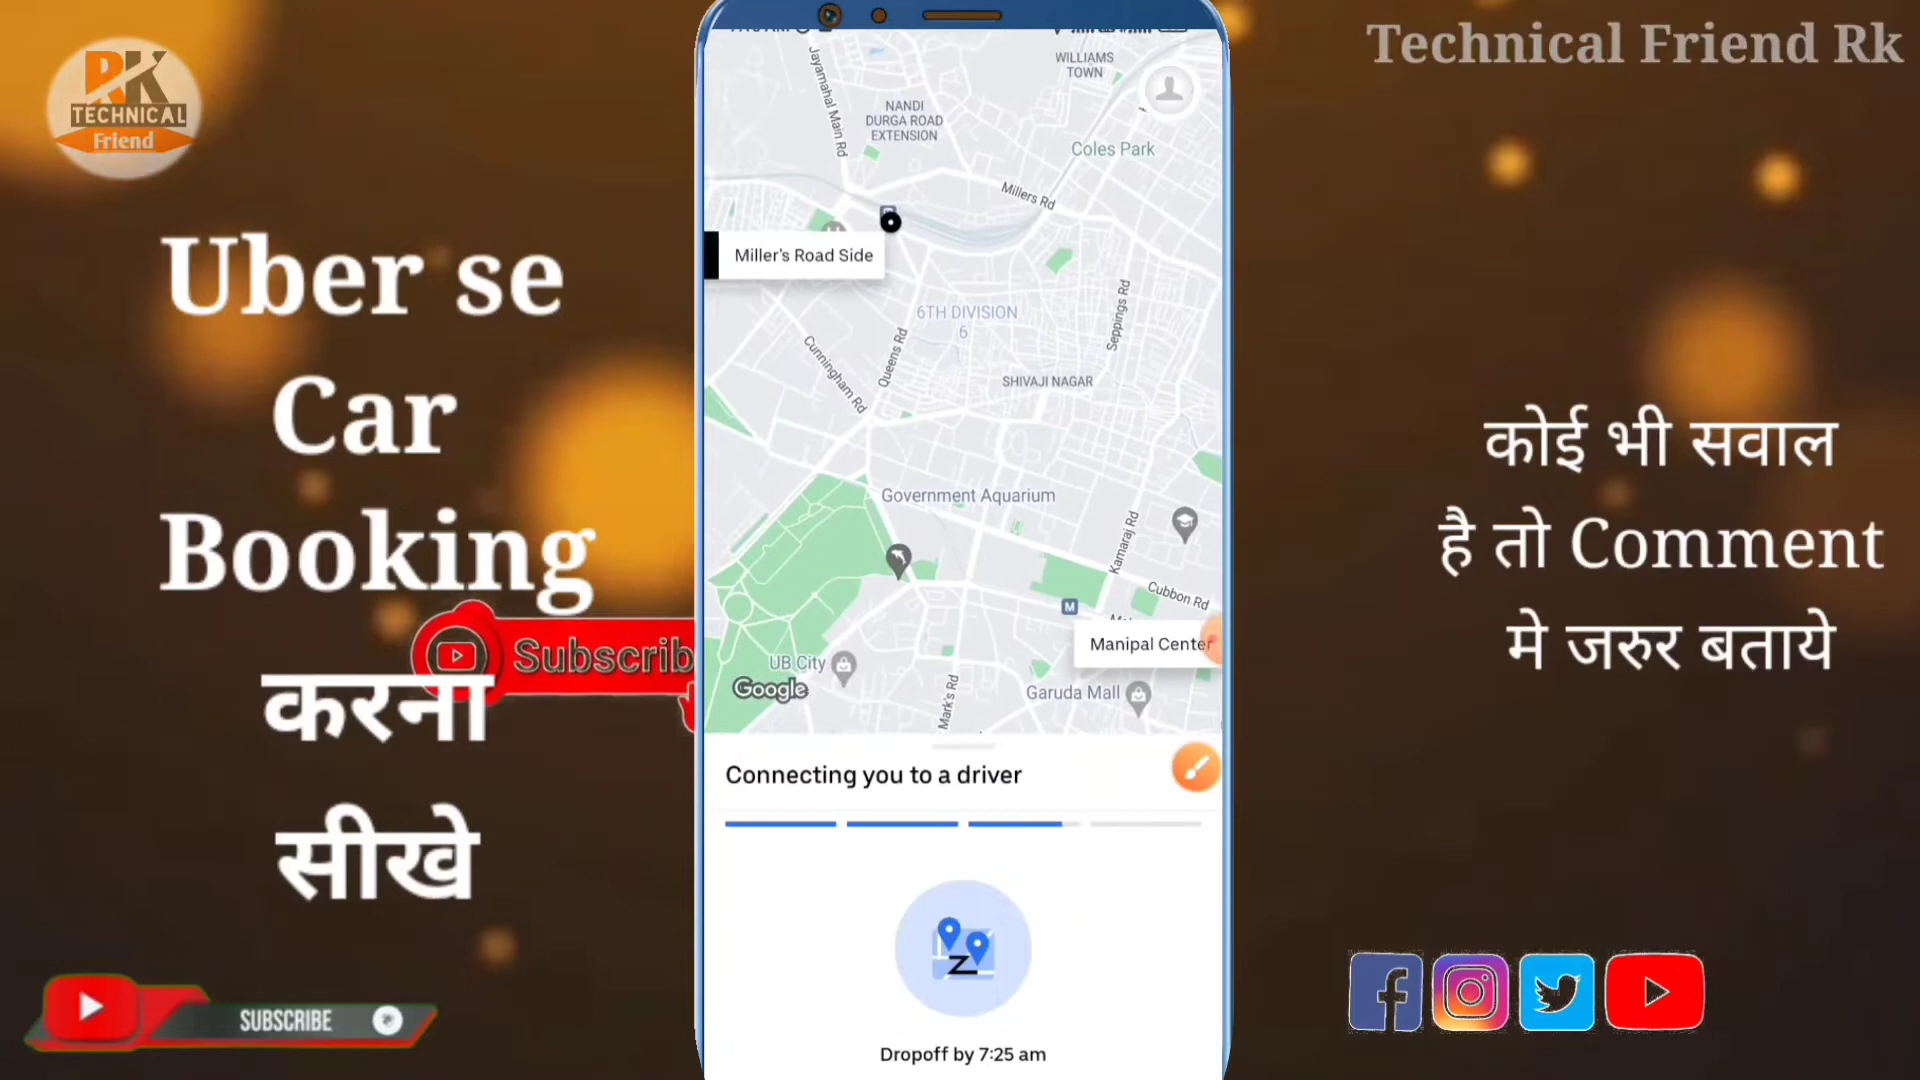 RK
TECHNICAL
Friend
Technical Friend Rk
Uber se
Car
Booking
करना
सीखे
Subscrib
SUBSCRIBE
Jayamahal Main Rd
WILLIAMS
TOWN
NANDI
DURGA ROAD
EXTENSION
Coles Park
Millers Rd
Miller's Road Side
6TH DIVISION
6
Seppings Rd
Queens Rd
Cunningham Rd
SHIVAJI NAGAR
Government Aquarium
Kamaraj Rd
Cubbon Rd
M
Manipal Center
UB City
Google
Garuda Mall
Mark's Rd
Connecting you to a driver
Dropoff by 7:25 am
कोई भी सवाल
है तो Comment
मे जरुर बताये